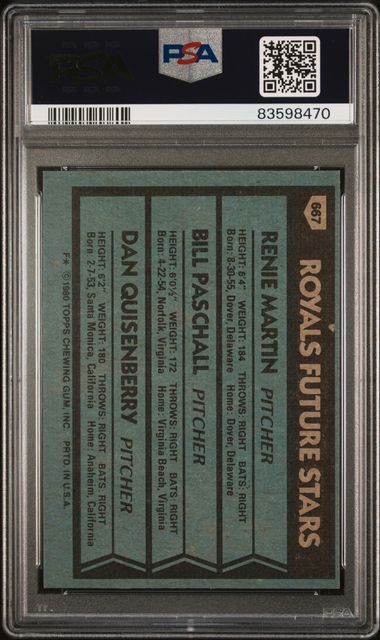 PSA
PSA
83598470
667
ROYALS FUTURE STARS
RENIE MARTIN PITCHER
HEIGHT: 6'4" WEIGHT: 184 THROWS: RIGHT BATS: RIGHT
Born: 8-30-55, Dover, Delaware Home: Dover, Delaware
BILL PASCHALL PITCHER
HEIGHT: 6'0½" WEIGHT: 172 THROWS: RIGHT BATS: RIGHT
Born: 4-22-54, Norfolk, Virginia Home: Virginia Beach, Virginia
DAN QUISENBERRY PITCHER
HEIGHT: 6'2" WEIGHT: 180 THROWS: RIGHT BATS: RIGHT
Born: 2-7-53, Santa Monica, California Home: Anaheim, California
F* ©1980 TOPPS CHEWING GUM, INC. PRTD. IN U.S.A.
PSA